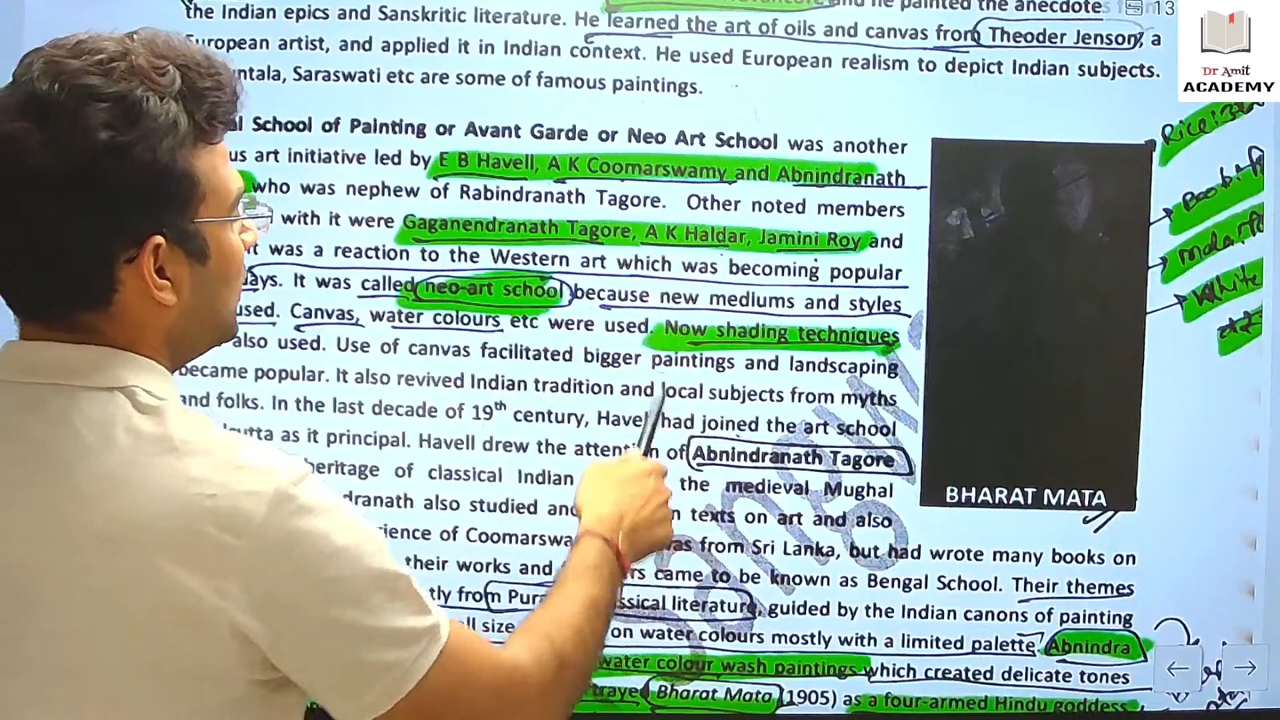 the Indian epics and Sanskritic literature. He learned the art of oils and canvas from Theoder Jenson, a
European artist, and applied it in Indian context. He used European realism to depict Indian subjects.
ntala, Saraswati etc are some of famous paintings.
l School of Painting or Avant Garde or Neo Art School was another
us art initiative led by E B Havell, A K Coomarswamy and Abnindranath
who was nephew of Rabindranath Tagore. Other noted members
with it were Gaganendranath Tagore, A K Haldar, Jamini Roy and
It was a reaction to the Western art which was becoming popular
days. It was called neo-art school because new mediums and styles
used. Canvas, water colours etc were used. Now shading techniques
also used. Use of canvas facilitated bigger paintings and landscaping
became popular. It also revived Indian tradition and local subjects from myths
and folks. In the last decade of 19th century, Havel had joined the art school
utta as it principal. Havell drew the attention of Abnindranath Tagore
heritage of classical Indian the medieval Mughal
dranath also studied and texts on art and also
ience of Coomarswa was from Sri Lanka, but had wrote many books on
their works and came to be known as Bengal School. Their themes
tly from Pur ssical literature, guided by the Indian canons of painting
ll size on water colours mostly with a limited palette. Abnindra
water colour wash paintings which created delicate tones
trayed Bharat Mata (1905) as a four-armed Hindu goddess,
BHARAT MATA
White
13
Dr Amit
ACADEMY